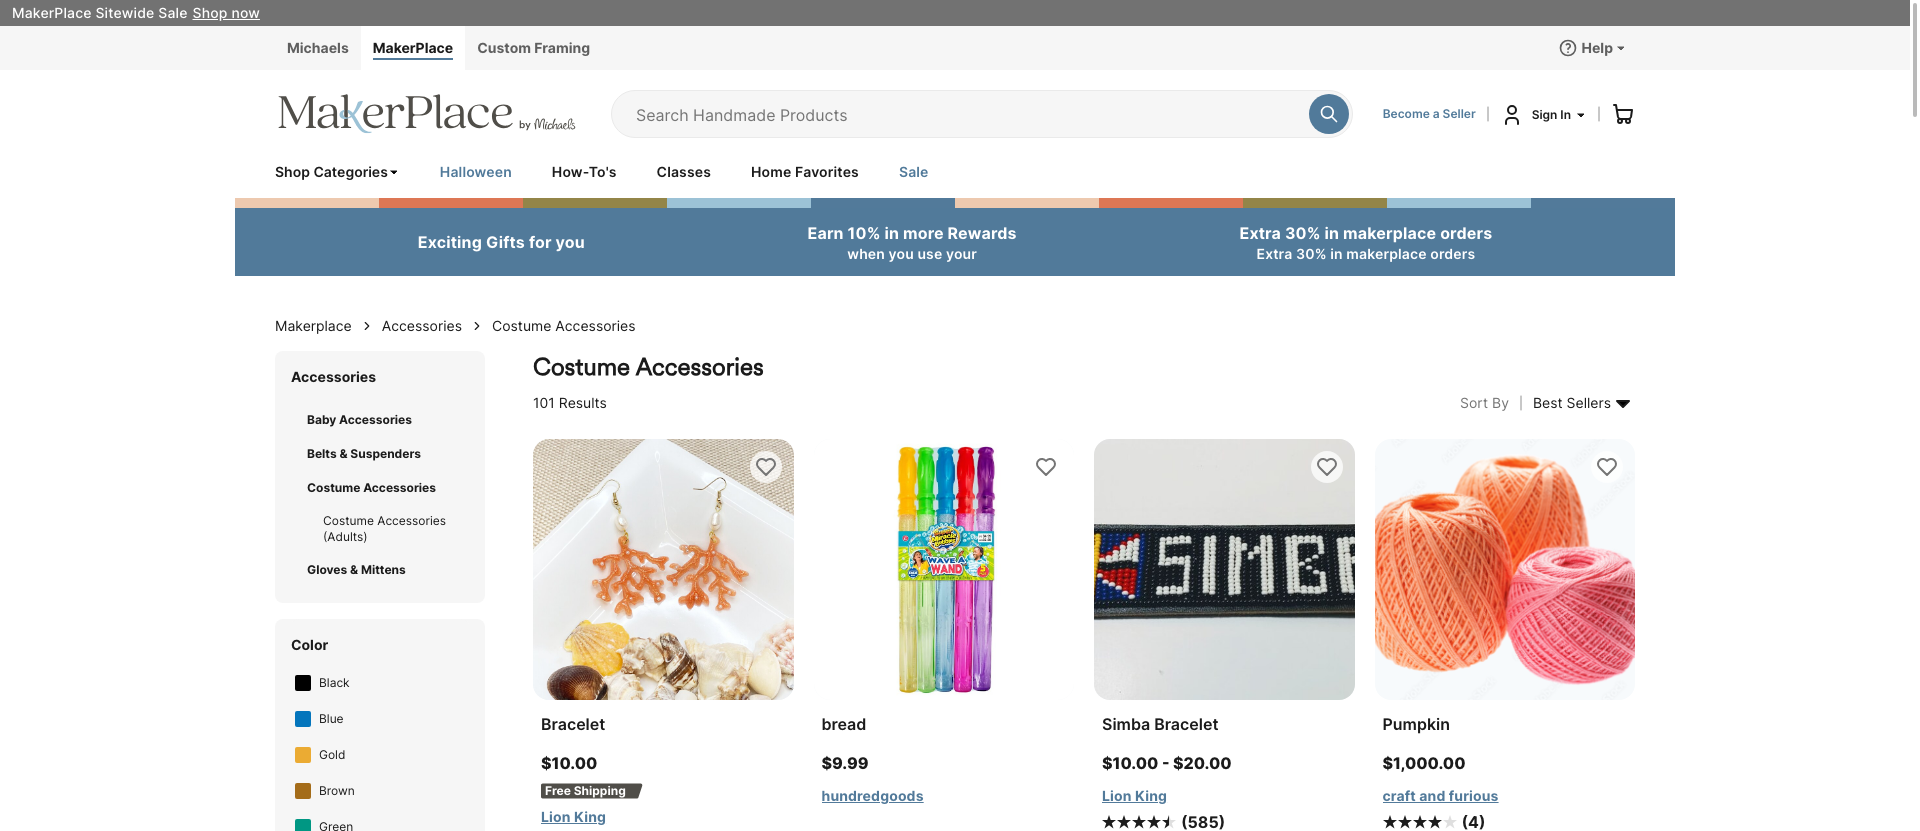 MakerPlace Sitewide Sale Shop now
Michaels MakerPlace Custom Framing Help
MakerPlace by Michaels
Search Handmade Products
Become a Seller Sign In
Shop Categories Halloween How-To's Classes Home Favorites Sale
Exciting Gifts for you
Earn 10% in more Rewards
when you use your
Extra 30% in makerplace orders
Extra 30% in makerplace orders
Makerplace > Accessories > Costume Accessories
Accessories
Baby Accessories
Belts & Suspenders
Costume Accessories
Costume Accessories
(Adults)
Gloves & Mittens
Color
Black
Blue
Gold
Brown
Green
Costume Accessories
101 Results
Sort By | Best Sellers
Bracelet
$10.00
Free Shipping
Lion King
Miracle
WAVE A
WAND
bread
$9.99
hundredgoods
SIMB
Simba Bracelet
$10.00 - $20.00
Lion King
(585)
Pumpkin
$1,000.00
craft and furious
(4)